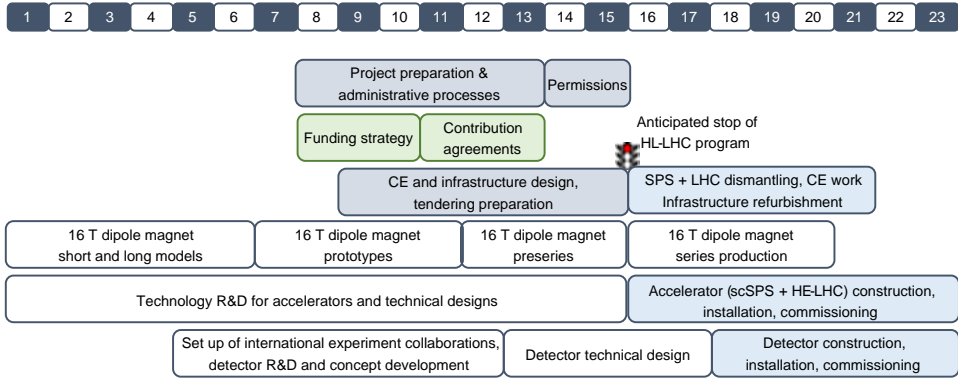 1 2 3 4 5 6 7 8 9 10 11 12 13 14 15 16 17 18 19 20 21 22 23
Project preparation &
administrative processes
Permissions
Funding strategy
Contribution
agreements
Anticipated stop of
HL-LHC program
CE and infrastructure design,
tendering preparation
SPS + LHC dismantling, CE work
Infrastructure refurbishment
16 T dipole magnet
short and long models
16 T dipole magnet
prototypes
16 T dipole magnet
preseries
16 T dipole magnet
series production
Technology R&D for accelerators and technical designs
Accelerator (scSPS + HE-LHC) construction,
installation, commissioning
Set up of international experiment collaborations,
detector R&D and concept development
Detector technical design
Detector construction,
installation, commissioning